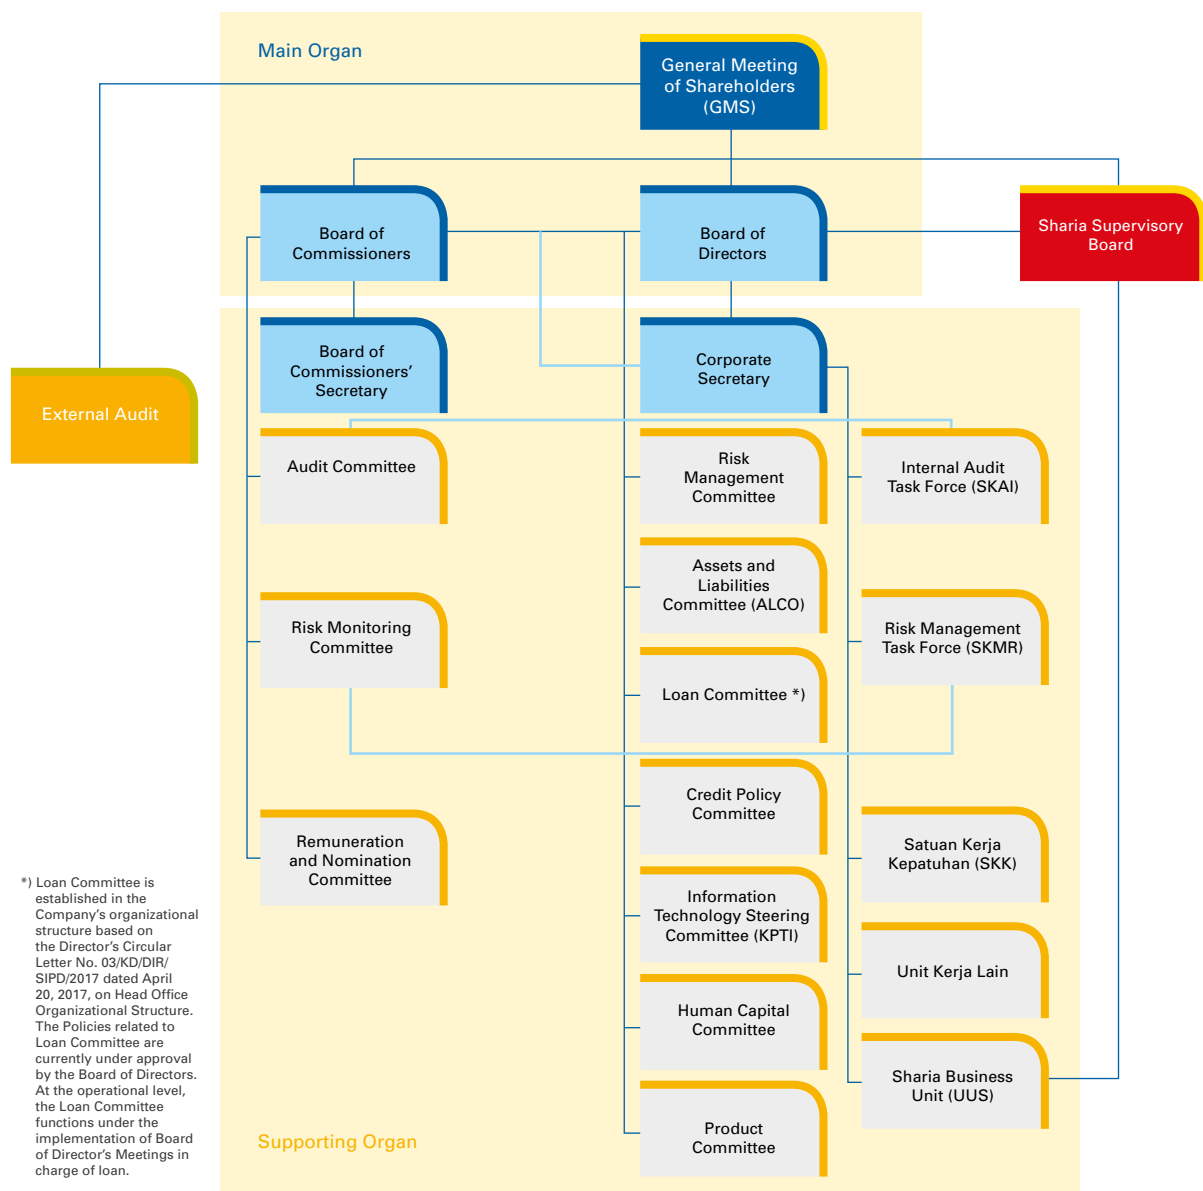 Main Organ
General Meeting
of Shareholders
(GMS)
Board of
Commissioners
Board of
Directors
Sharia Supervisory
Board
Board of
Commissioners’
Secretary
Corporate
Secretary
External Audit
Audit Committee
Risk
Management
Committee
Internal Audit
Task Force (SKAI)
Assets and
Liabilities
Committee (ALCO)
Risk Monitoring
Committee
Risk Management
Task Force (SKMR)
Loan Committee *)
Credit Policy
Committee
Remuneration
and Nomination
Committee
Satuan Kerja
Kepatuhan (SKK)
Information
Technology Steering
Committee (KPTI)
Unit Kerja Lain
Human Capital
Committee
Sharia Business
Unit (UUS)
Product
Committee
Supporting Organ
*) Loan Committee is
established in the
Company’s organizational
structure based on
the Director’s Circular
Letter No. 03/KD/DIR/
SIPD/2017 dated April
20, 2017, on Head Office
Organizational Structure.
The Policies related to
Loan Committee are
currently under approval
by the Board of Directors.
At the operational level,
the Loan Committee
functions under the
implementation of Board
of Director’s Meetings in
charge of loan.